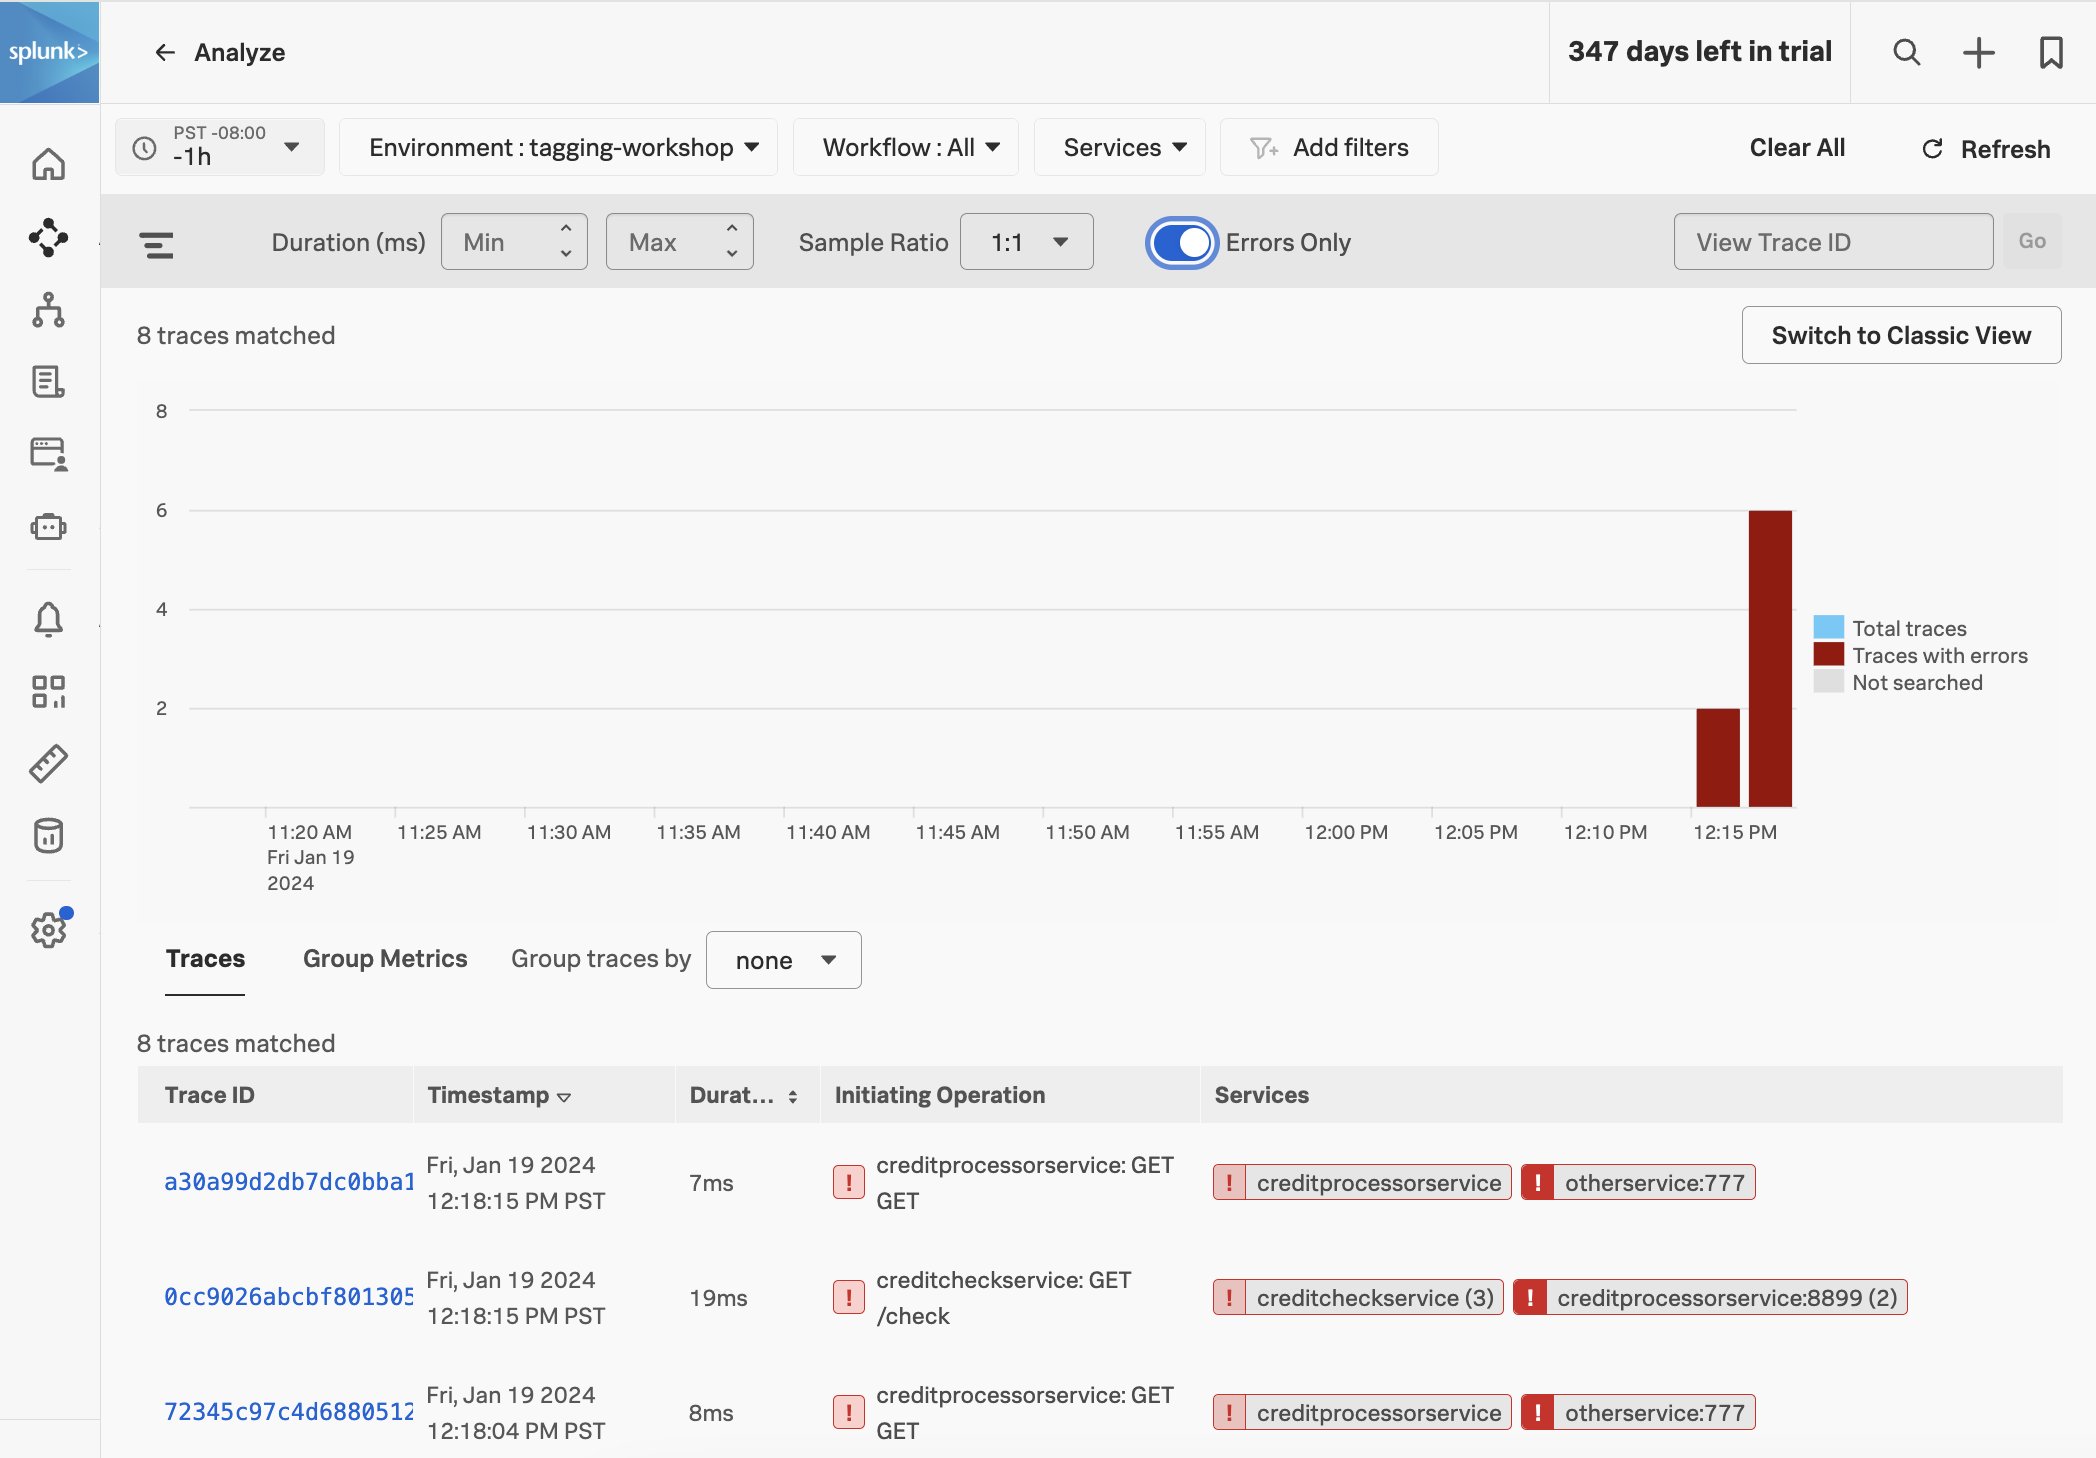 splunk>
Analyze
347 days left in trial
PST -08:00
-1h
Environment : tagging-workshop
Workflow : All
Services
Add filters
Clear All
Refresh
Duration (ms)
Min
Max
Sample Ratio
1:1
Errors Only
View Trace ID
Go
8 traces matched
Switch to Classic View
8
6
4
2
Total traces
Traces with errors
Not searched
11:20 AM
11:25 AM
11:30 AM
11:35 AM
11:40 AM
11:45 AM
11:50 AM
11:55 AM
12:00 PM
12:05 PM
12:10 PM
12:15 PM
Fri Jan 19
2024
Traces
Group Metrics
Group traces by
none
8 traces matched
Trace ID
Timestamp
Durat...
Initiating Operation
Services
a30a99d2db7dc0bba1
Fri, Jan 19 2024
12:18:15 PM PST
7ms
! creditprocessorservice: GET
GET
! creditprocessorservice
! otherservice:777
0cc9026abcbf801305
Fri, Jan 19 2024
12:18:15 PM PST
19ms
! creditcheckservice: GET
/check
! creditcheckservice (3)
! creditprocessorservice:8899 (2)
72345c97c4d6880512
Fri, Jan 19 2024
12:18:04 PM PST
8ms
! creditprocessorservice: GET
GET
! creditprocessorservice
! otherservice:777